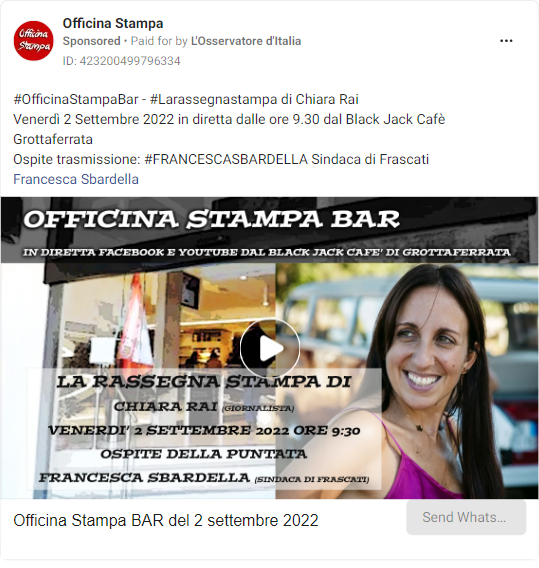 Officina Stampa
Officina
Stampa
Sponsored • Paid for by L'Osservatore d'Italia
ID: 423200499796334
#OfficinaStampaBar - #Larassegnastampa di Chiara Rai
Venerdì 2 Settembre 2022 in diretta dalle ore 9.30 dal Black Jack Cafè
Grottaferrata
Ospite trasmissione: #FRANCESCASBARDELLA Sindaca di Frascati
Francesca Sbardella
OFFICINA STAMPA BAR
IN DIRETTA FACEBOOK E YOUTUBE DAL BLACK JACK CAFE' DI GROTTAFERRATA
LA RASSEGNA STAMPA DI
CHIARA RAI (GIORNALISTA)
VENERDI' 2 SETTEMBRE 2022 ORE 9:30
OSPITE DELLA PUNTATA
FRANCESCA SBARDELLA (SINDACA DI FRASCATI)
Officina Stampa BAR del 2 settembre 2022
Send Whats...